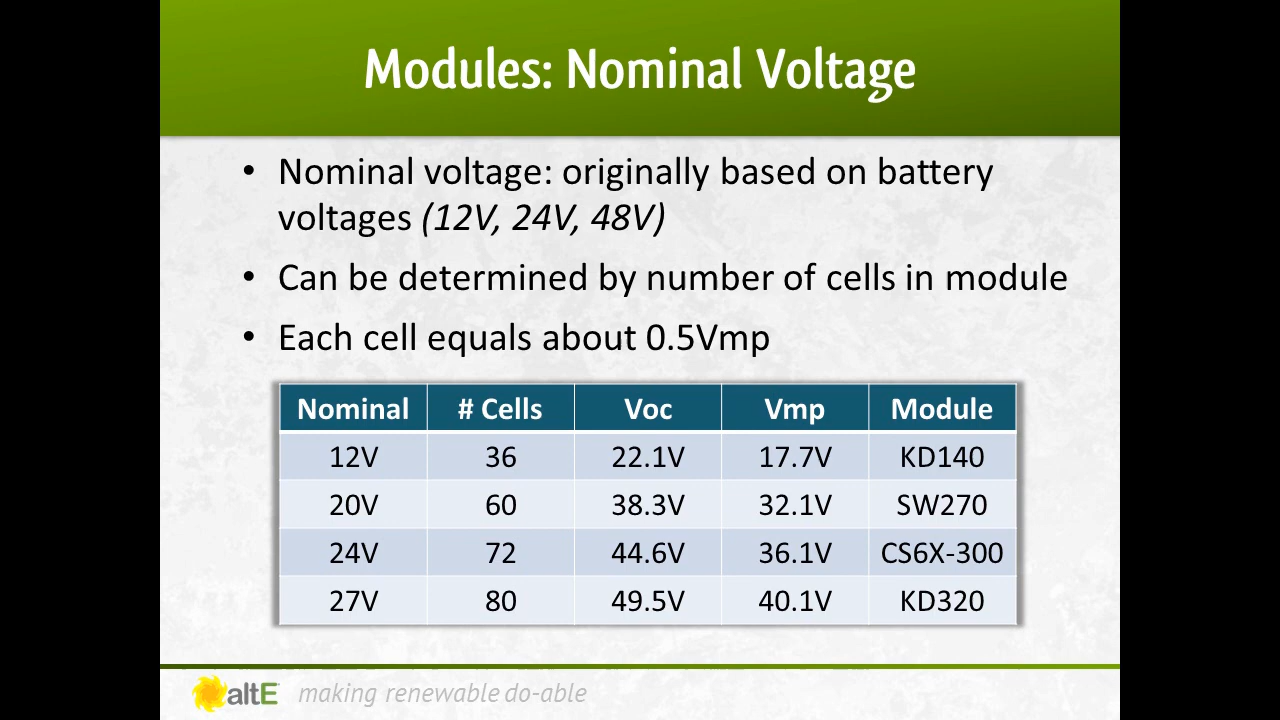 Modules: Nominal Voltage
• Nominal voltage: originally based on battery
voltages (12V, 24V, 48V)
• Can be determined by number of cells in module
• Each cell equals about 0.5Vmp
Nominal # Cells Voc Vmp Module
12V 36 22.1V 17.7V KD140
20V 60 38.3V 32.1V SW270
24V 72 44.6V 36.1V CS6X-300
27V 80 49.5V 40.1V KD320
altE making renewable do-able